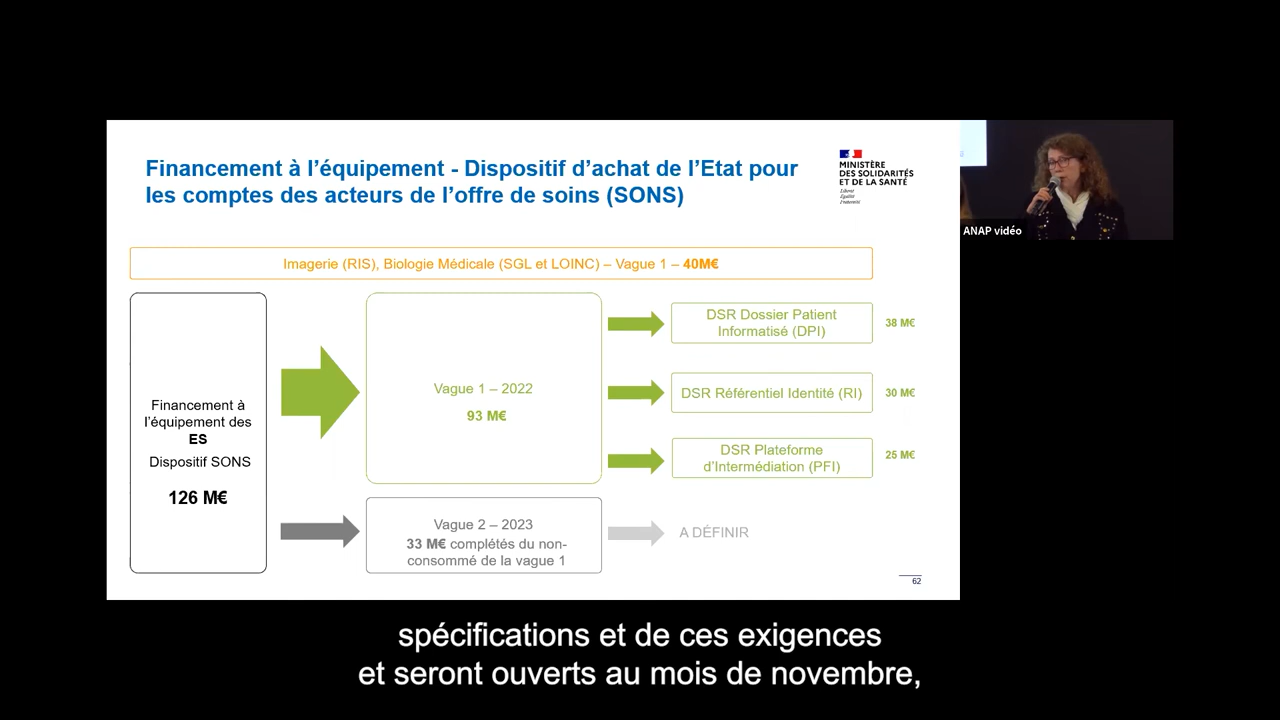 Financement à l'équipement - Dispositif d'achat de l'Etat pour
les comptes des acteurs de l'offre de soins (SONS)
MINISTÈRE
DES SOLIDARITÉS
ET DE LA SANTÉ
Liberté
Égalité
Fraternité
ANAP vidéo
Imagerie (RIS), Biologie Médicale (SGL et LOINC) – Vague 1 – 40M€
Financement à
l'équipement des
ES
Dispositif SONS
126 M€
Vague 1 – 2022
93 M€
DSR Dossier Patient
Informatisé (DPI)
38 M€
DSR Référentiel Identité (RI)
30 M€
DSR Plateforme
d'Intermédiation (PFI)
25 M€
Vague 2 – 2023
33 M€ complétés du non-
consommé de la vague 1
A DÉFINIR
62
spécifications et de ces exigences
et seront ouverts au mois de novembre,